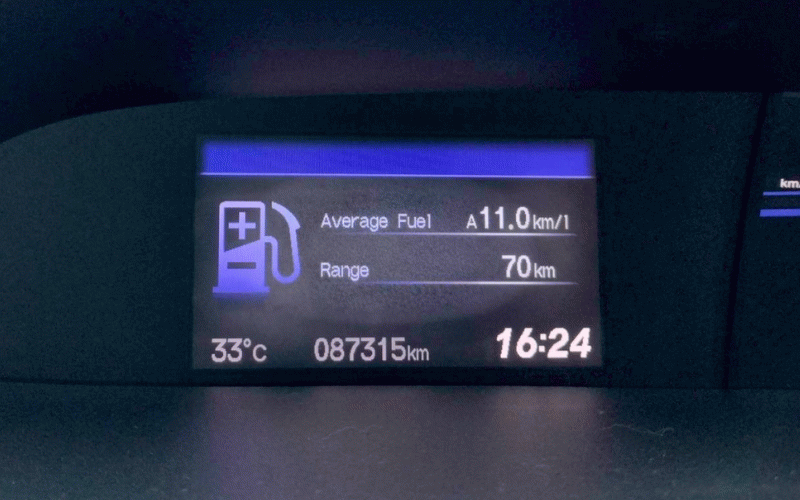 Average Fuel A11.0km/l
Range 70km
33°C 087315km 16:24